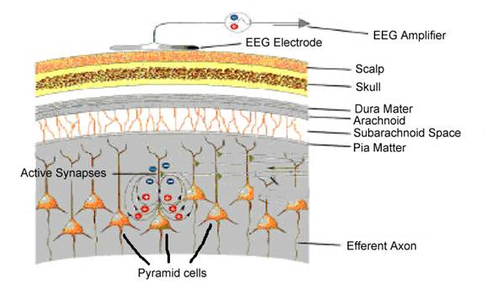 EEG Amplifier
EEG Electrode
Scalp
Skull
Dura Mater
Arachnoid
Subarachnoid Space
Pia Matter
Active Synapses
Efferent Axon
Pyramid cells